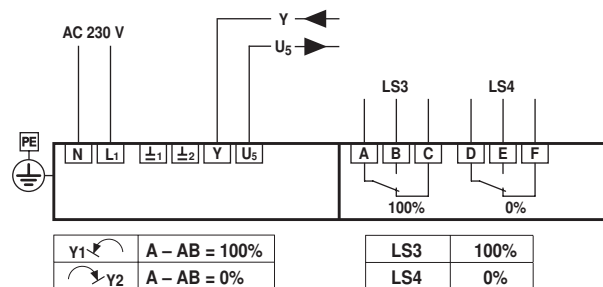 Y
AC 230 V
U5
LS3 LS4
PE
N L1 ⊥1 ⊥2 Y U5 A B C D E F
100% 0%
Y1 A – AB = 100%
Y2 A – AB = 0%
LS3 100%
LS4 0%